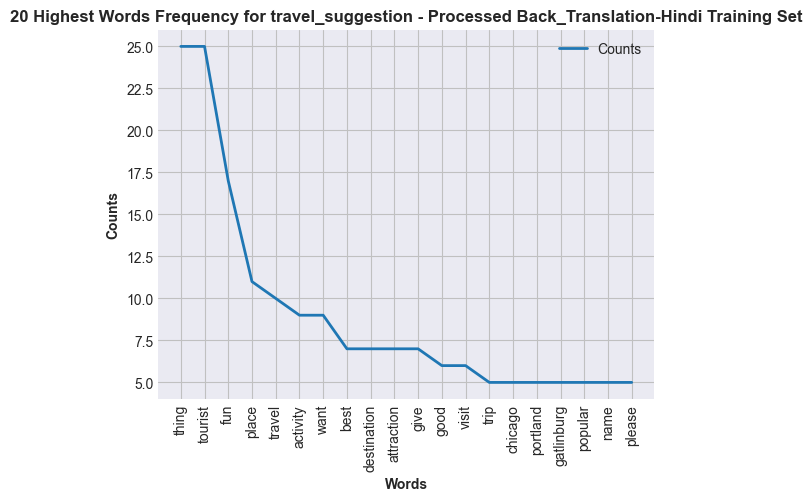 20 Highest Words Frequency for travel_suggestion - Processed Back_Translation-Hindi Training Set
Counts
25.0
22.5
20.0
17.5
15.0
12.5
10.0
7.5
5.0
Counts
thing
tourist
fun
place
travel
activity
want
best
destination
attraction
give
good
visit
trip
chicago
portland
gatlinburg
popular
name
please
Words